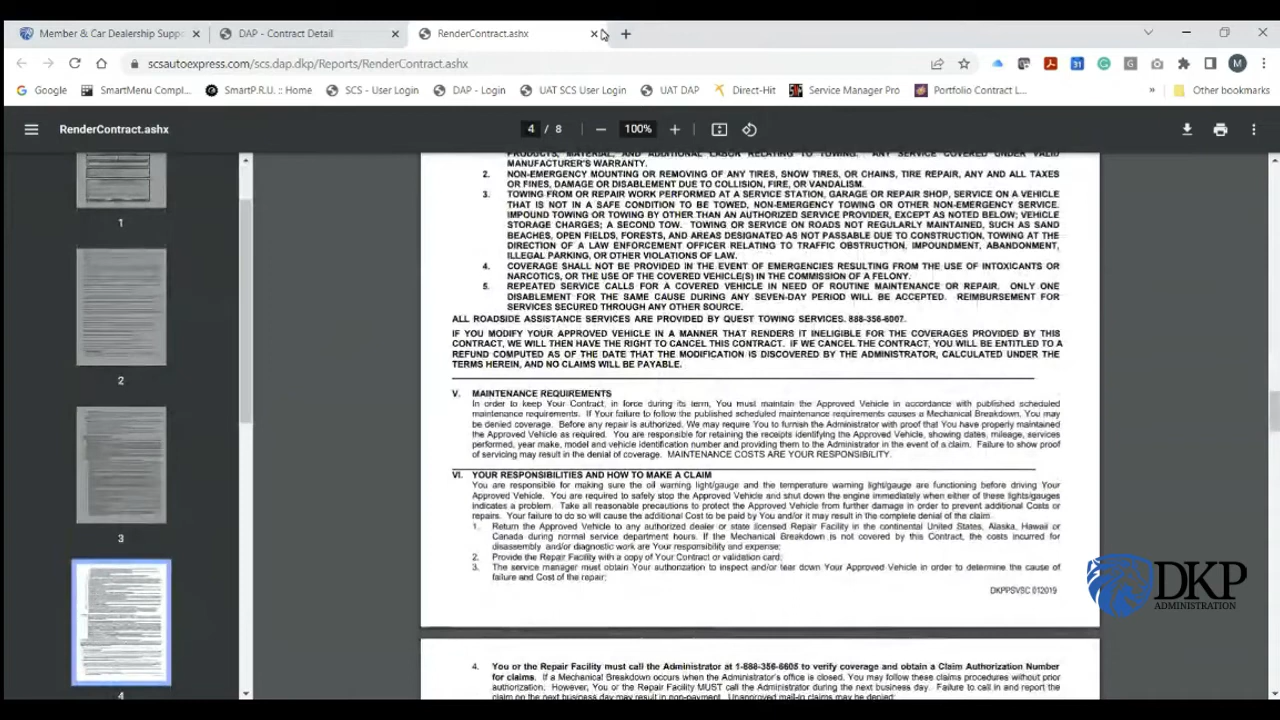 Member & Car Dealership Suppo
DAP - Contract Detail
RenderContract.ashx
scsautoexpress.com/scs.dap.dkp/Reports/RenderContract.ashx
M
Google
SmartMenu Compl...
SmartP.R.U. :: Home
SCS - User Login
DAP - Login
UAT SCS User Login
UAT DAP
Direct-Hit
Service Manager Pro
Portfolio Contract L...
»
Other bookmarks
RenderContract.ashx
4 / 8
100%
1
2
3
4
PRODUCTS, MATERIAL, AND ADDITIONAL LABOR RELATING TO TOWING. ANY SERVICE COVERED UNDER VALID
MANUFACTURER'S WARRANTY.
2. NON-EMERGENCY MOUNTING OR REMOVING OF ANY TIRES, SNOW TIRES, OR CHAINS, TIRE REPAIR, ANY AND ALL TAXES
OR FINES, DAMAGE OR DISABLEMENT DUE TO COLLISION, FIRE, OR VANDALISM.
3. TOWING FROM OR REPAIR WORK PERFORMED AT A SERVICE STATION, GARAGE OR REPAIR SHOP, SERVICE ON A VEHICLE
THAT IS NOT IN A SAFE CONDITION TO BE TOWED, NON-EMERGENCY TOWING OR OTHER NON-EMERGENCY SERVICE.
IMPOUND TOWING OR TOWING BY OTHER THAN AN AUTHORIZED SERVICE PROVIDER, EXCEPT AS NOTED BELOW; VEHICLE
STORAGE CHARGES; A SECOND TOW. TOWING OR SERVICE ON ROADS NOT REGULARLY MAINTAINED, SUCH AS SAND
BEACHES, OPEN FIELDS, FORESTS, AND AREAS DESIGNATED AS NOT PASSABLE DUE TO CONSTRUCTION, TOWING AT THE
DIRECTION OF A LAW ENFORCEMENT OFFICER RELATING TO TRAFFIC OBSTRUCTION, IMPOUNDMENT, ABANDONMENT,
ILLEGAL PARKING, OR OTHER VIOLATIONS OF LAW.
4. COVERAGE SHALL NOT BE PROVIDED IN THE EVENT OF EMERGENCIES RESULTING FROM THE USE OF INTOXICANTS OR
NARCOTICS, OR THE USE OF THE COVERED VEHICLE(S) IN THE COMMISSION OF A FELONY.
5. REPEATED SERVICE CALLS FOR A COVERED VEHICLE IN NEED OF ROUTINE MAINTENANCE OR REPAIR. ONLY ONE
DISABLEMENT FOR THE SAME CAUSE DURING ANY SEVEN-DAY PERIOD WILL BE ACCEPTED. REIMBURSEMENT FOR
SERVICES SECURED THROUGH ANY OTHER SOURCE.
ALL ROADSIDE ASSISTANCE SERVICES ARE PROVIDED BY QUEST TOWING SERVICES. 888-356-6007.
IF YOU MODIFY YOUR APPROVED VEHICLE IN A MANNER THAT RENDERS IT INELIGIBLE FOR THE COVERAGES PROVIDED BY THIS
CONTRACT, WE WILL THEN HAVE THE RIGHT TO CANCEL THIS CONTRACT. IF WE CANCEL THE CONTRACT, YOU WILL BE ENTITLED TO A
REFUND COMPUTED AS OF THE DATE THAT THE MODIFICATION IS DISCOVERED BY THE ADMINISTRATOR, CALCULATED UNDER THE
TERMS HEREIN, AND NO CLAIMS WILL BE PAYABLE.
V. MAINTENANCE REQUIREMENTS
In order to keep Your Contract, in force during its term, You must maintain the Approved Vehicle in accordance with published scheduled
maintenance requirements. If Your failure to follow the published scheduled maintenance requirements causes a Mechanical Breakdown, You may
be denied coverage. Before any repair is authorized, We may require You to furnish the Administrator with proof that You have properly maintained
the Approved Vehicle as required. You are responsible for retaining the receipts identifying the Approved Vehicle, showing dates, mileage, services
performed, year make, model and vehicle identification number and providing them to the Administrator in the event of a claim. Failure to show proof
of servicing may result in the denial of coverage. MAINTENANCE COSTS ARE YOUR RESPONSIBILITY.
VI. YOUR RESPONSIBILITIES AND HOW TO MAKE A CLAIM
You are responsible for making sure the oil warning light/gauge and the temperature warning light/gauge are functioning before driving Your
Approved Vehicle. You are required to safely stop the Approved Vehicle and shut down the engine immediately when either of these lights/gauges
indicates a problem. Take all reasonable precautions to protect the Approved Vehicle from further damage in order to prevent additional Costs or
repairs. Your failure to do so will cause the additional Cost to be paid by You and/or it may result in the complete denial of the claim
1. Return the Approved Vehicle to any authorized dealer or state licensed Repair Facility in the continental United States, Alaska, Hawaii or
Canada during normal service department hours. If the Mechanical Breakdown is not covered by this Contract, the costs incurred for
disassembly and/or diagnostic work are Your responsibility and expense;
2. Provide the Repair Facility with a copy of Your Contract or validation card;
3. The service manager must obtain Your authorization to inspect and/or tear down Your Approved Vehicle in order to determine the cause of
failure and Cost of the repair;
DKPPSVSC 012019
DKP
ADMINISTRATION
4. You or the Repair Facility must call the Administrator at 1-888-356-6605 to verify coverage and obtain a Claim Authorization Number
for claims. If a Mechanical Breakdown occurs when the Administrator's office is closed, You may follow these claims procedures without prior
authorization. However, You or the Repair Facility MUST call the Administrator during the next business day. Failure to call in and report the
claim on the next business day may result in non-payment. Unapproved mail-in claims may be denied;